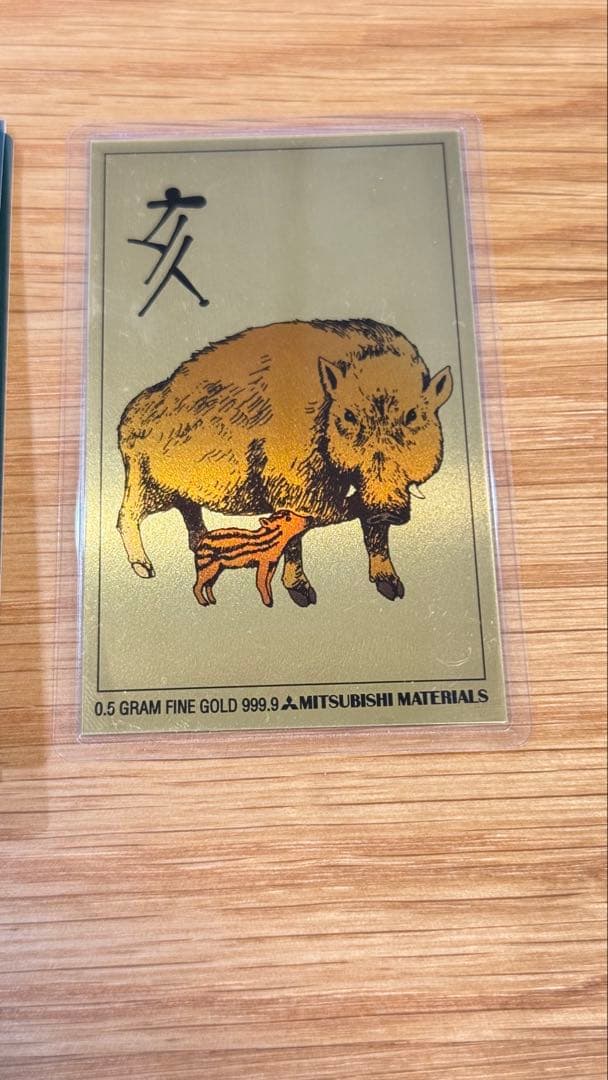 亥
0.5 GRAM FINE GOLD 999.9 MITSUBISHI MATERIALS